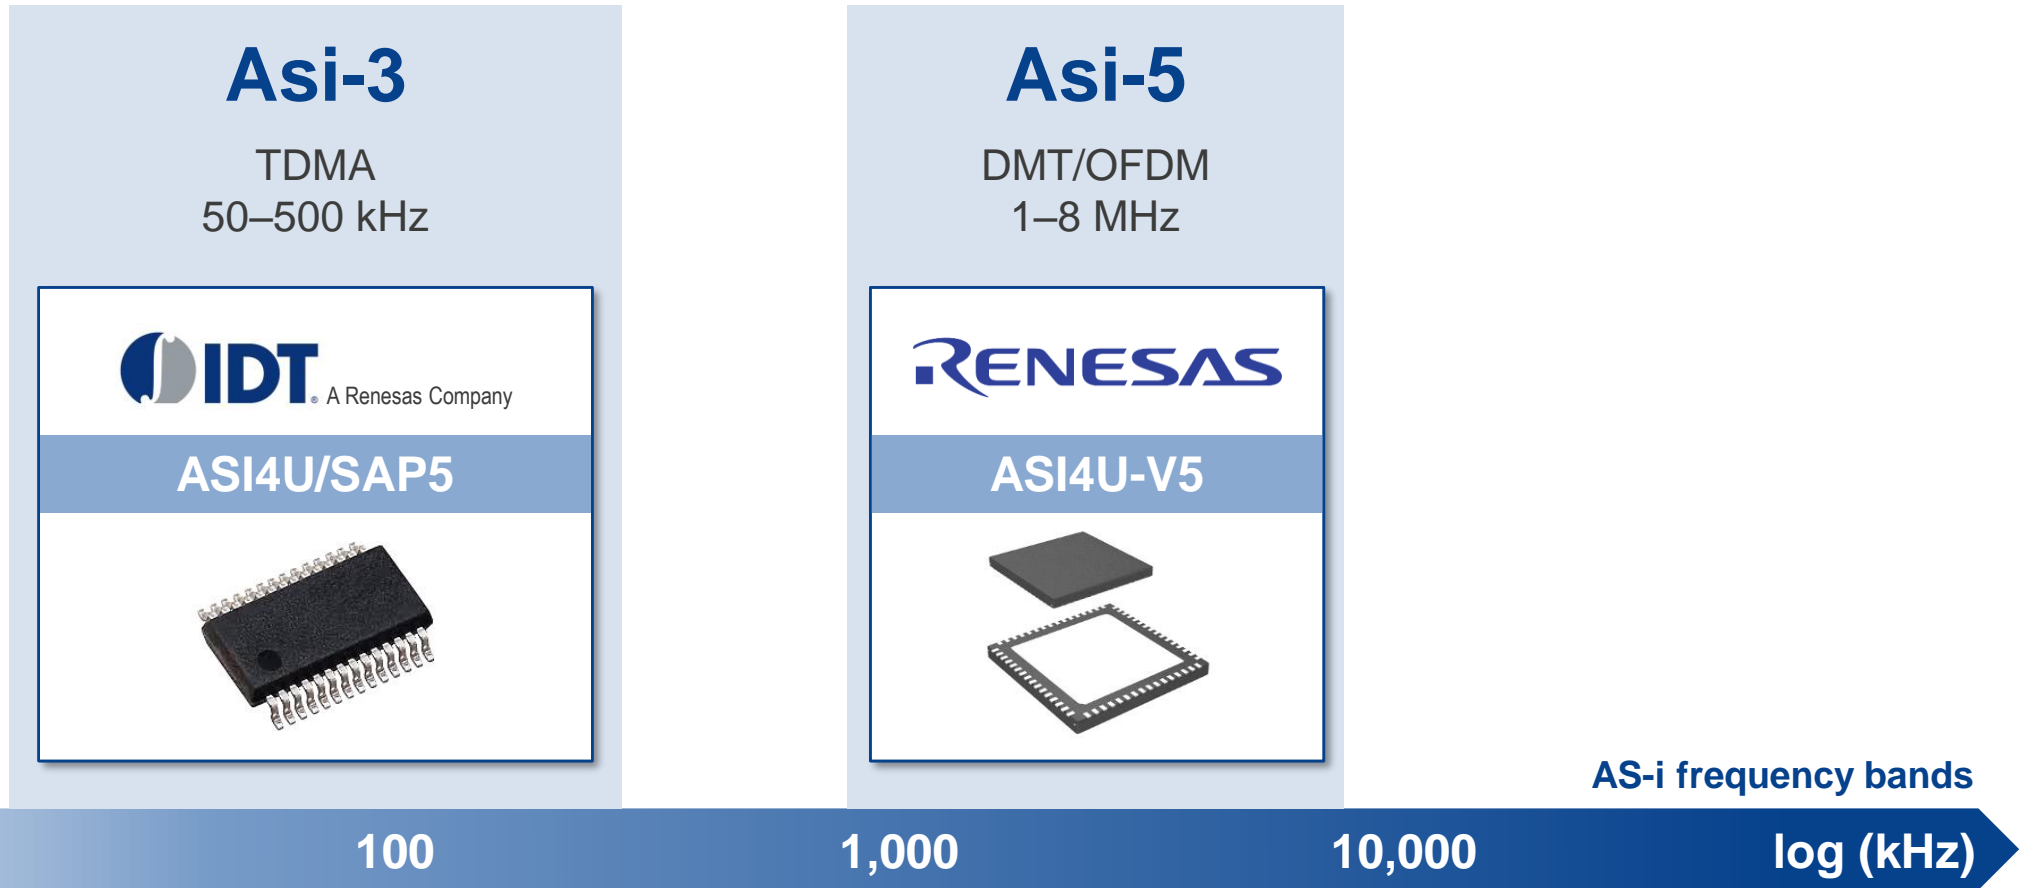 Asi-3
TDMA
50–500 kHz
IDT® A Renesas Company
ASI4U/SAP5
Asi-5
DMT/OFDM
1–8 MHz
RENESAS
ASI4U-V5
AS-i frequency bands
100 1,000 10,000 log (kHz)